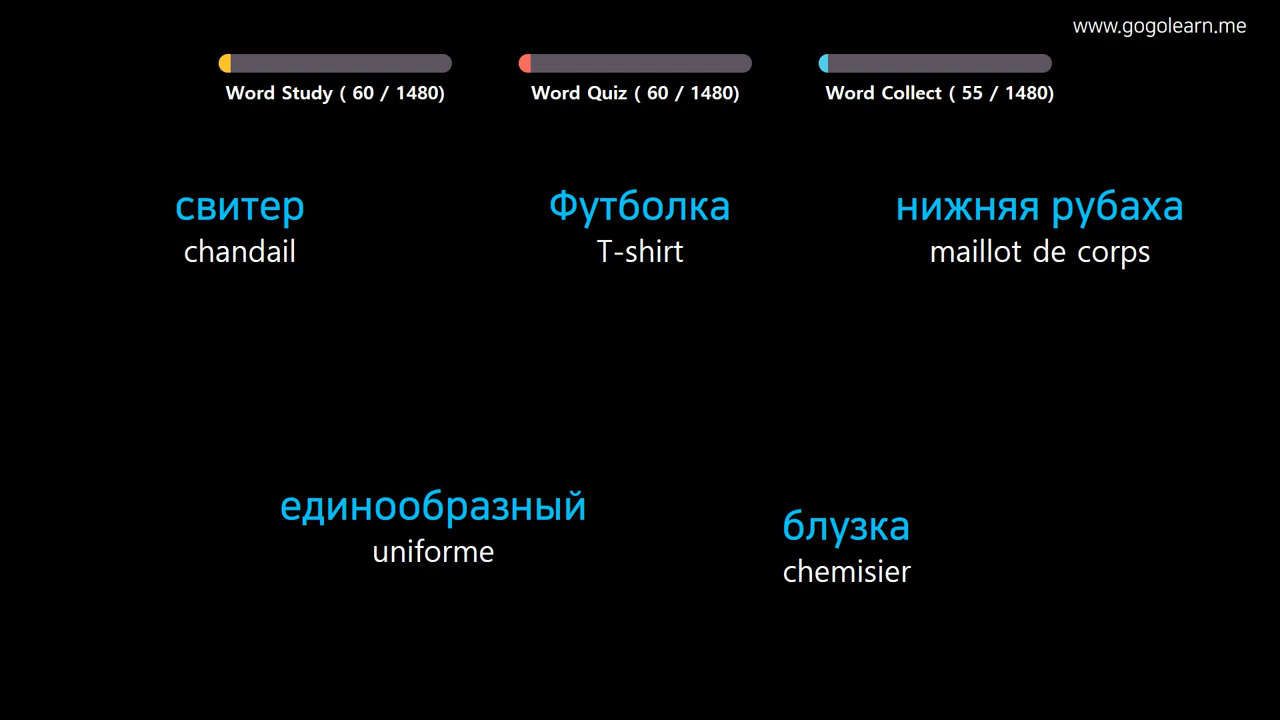 www.gogolearn.me
Word Study ( 60 / 1480)
Word Quiz ( 60 / 1480)
Word Collect ( 55 / 1480)
свитер
chandail
Футболка
T-shirt
нижняя рубаха
maillot de corps
единообразный
uniforme
блузка
chemisier